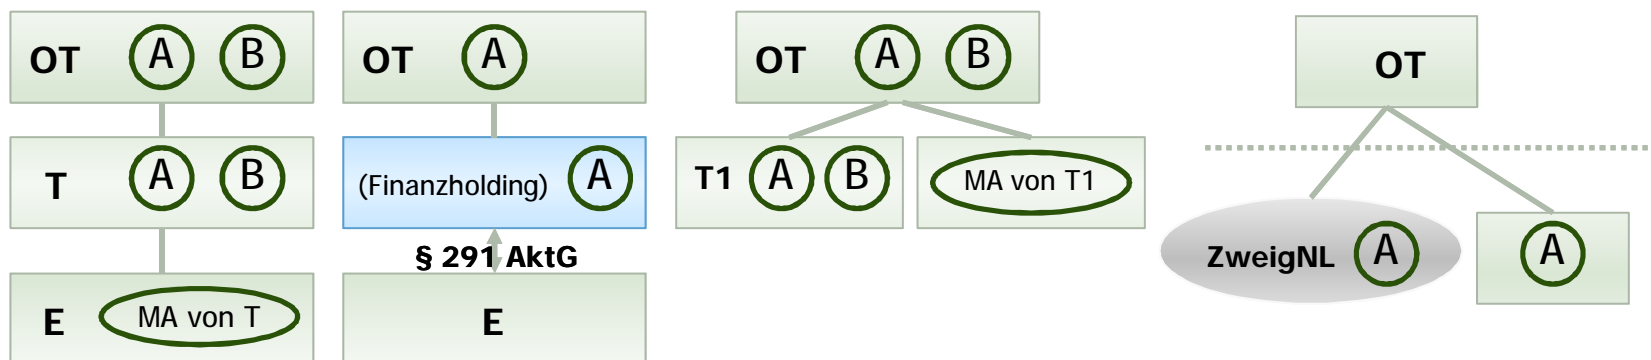 OT A B
T A B
E MA von T
OT A
(Finanzholding) A
§ 291 AktG
E
OT A B
T1 A B
MA von T1
OT
ZweigNL A
A